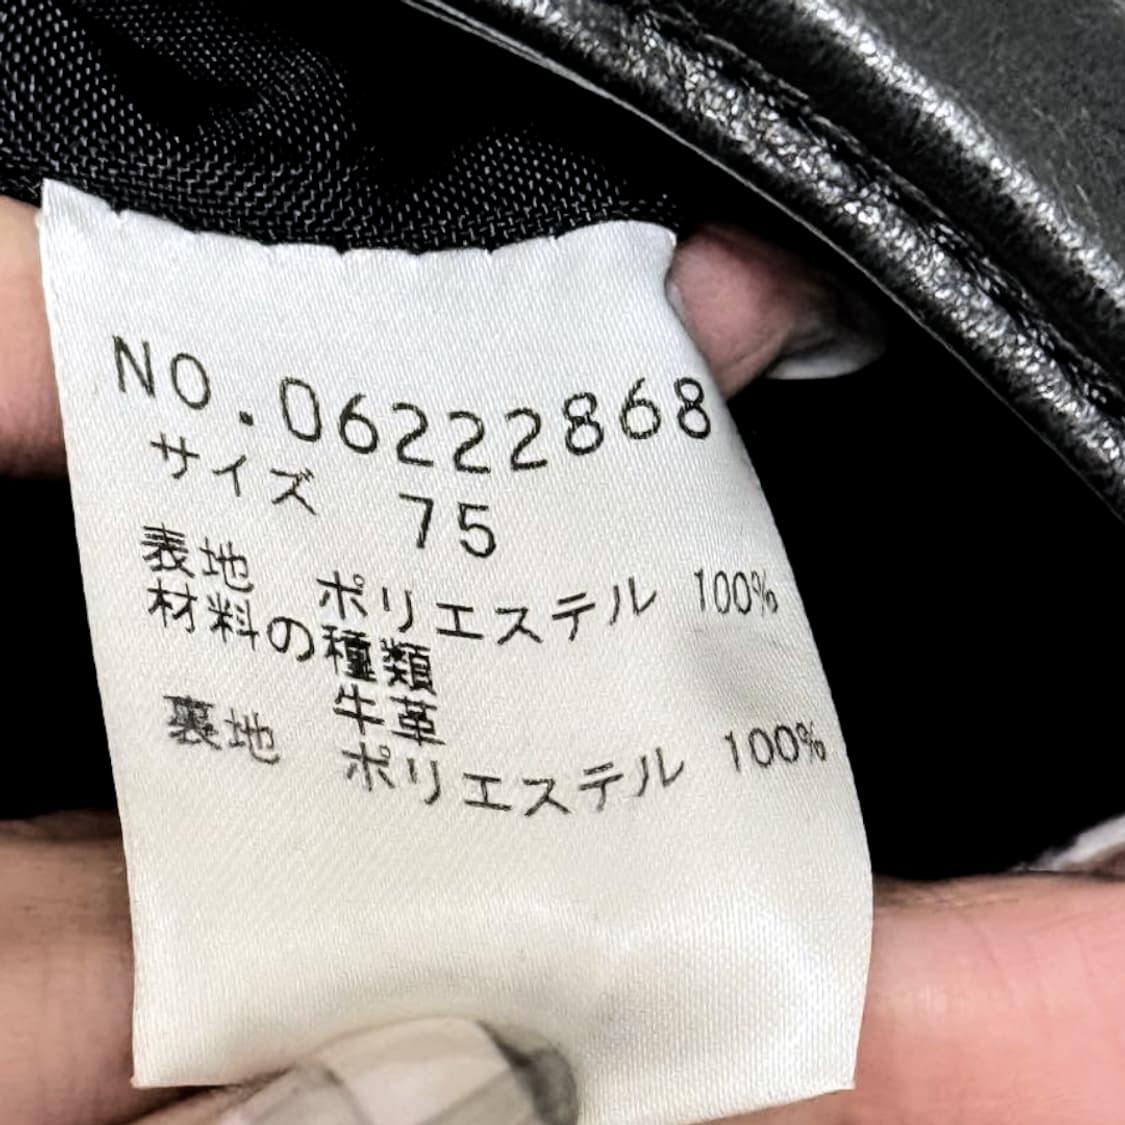 NO.06222868
サイズ 75
表地 ポリエステル 100%
材料の種類
牛革
裏地 ポリエステル 100%